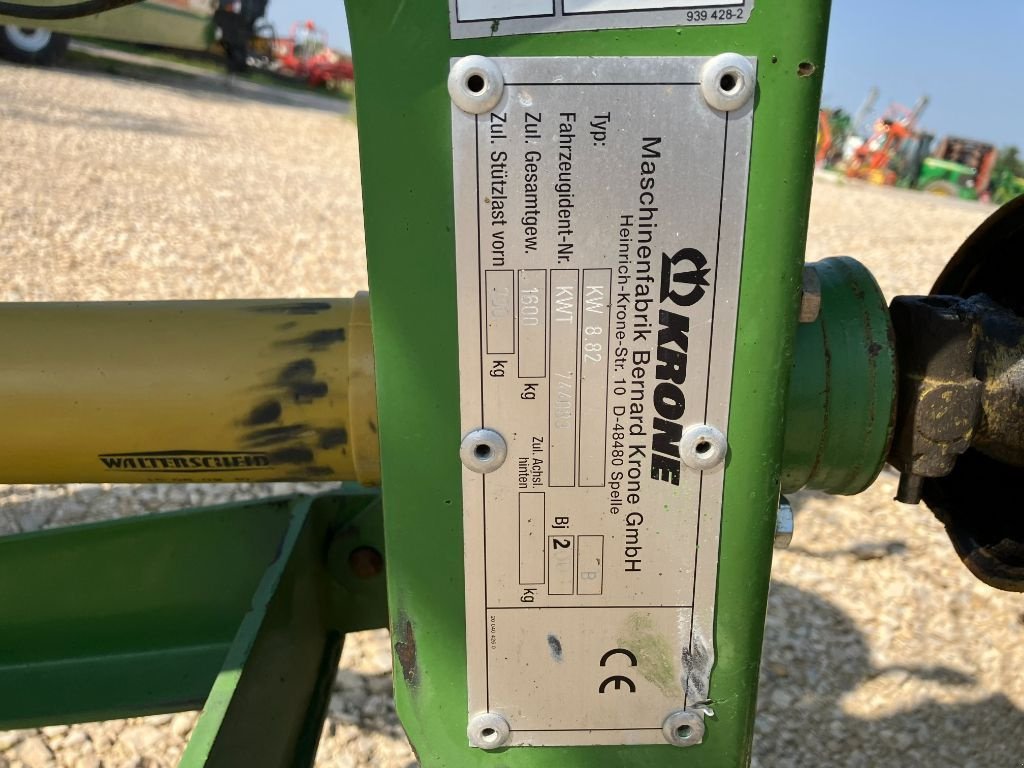 939 428-2
KRONE
Maschinenfabrik Bernard Krone GmbH
Heinrich-Krone-Str. 10 D-48480 Spelle
Typ: KW 8.82 B
Fahrzeugident-Nr. KWT Bj 2
Zul. Gesamtgew. 1600 kg Zul. Achsl. hinten kg
Zul. Stützlast vorn kg
CE
WALTERSCHEID